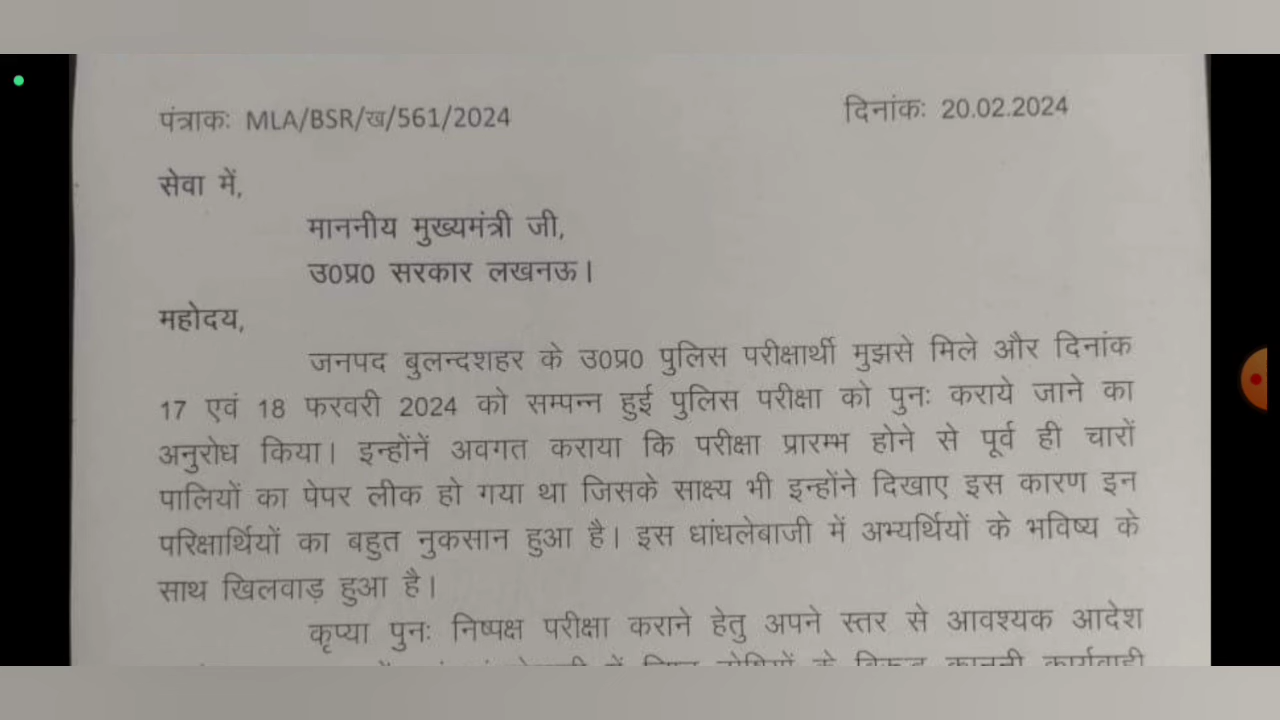 पंत्राकः MLA/BSR/ख/561/2024
दिनांकः 20.02.2024
सेवा में,
माननीय मुख्यमंत्री जी,
उ0प्र0 सरकार लखनऊ।
महोदय,
जनपद बुलन्दशहर के उ0प्र0 पुलिस परीक्षार्थी मुझसे मिले और दिनांक
17 एवं 18 फरवरी 2024 को सम्पन्न हुई पुलिस परीक्षा को पुनः कराये जाने का
अनुरोध किया। इन्होंनें अवगत कराया कि परीक्षा प्रारम्भ होने से पूर्व ही चारों
पालियों का पेपर लीक हो गया था जिसके साक्ष्य भी इन्होंने दिखाए इस कारण इन
परिक्षार्थियों का बहुत नुकसान हुआ है। इस धांधलेबाजी में अभ्यर्थियों के भविष्य के
साथ खिलवाड़ हुआ है।
कृप्या पुनः निष्पक्ष परीक्षा कराने हेतु अपने स्तर से आवश्यक आदेश
के विरूद्ध कानूनी कार्यवाही